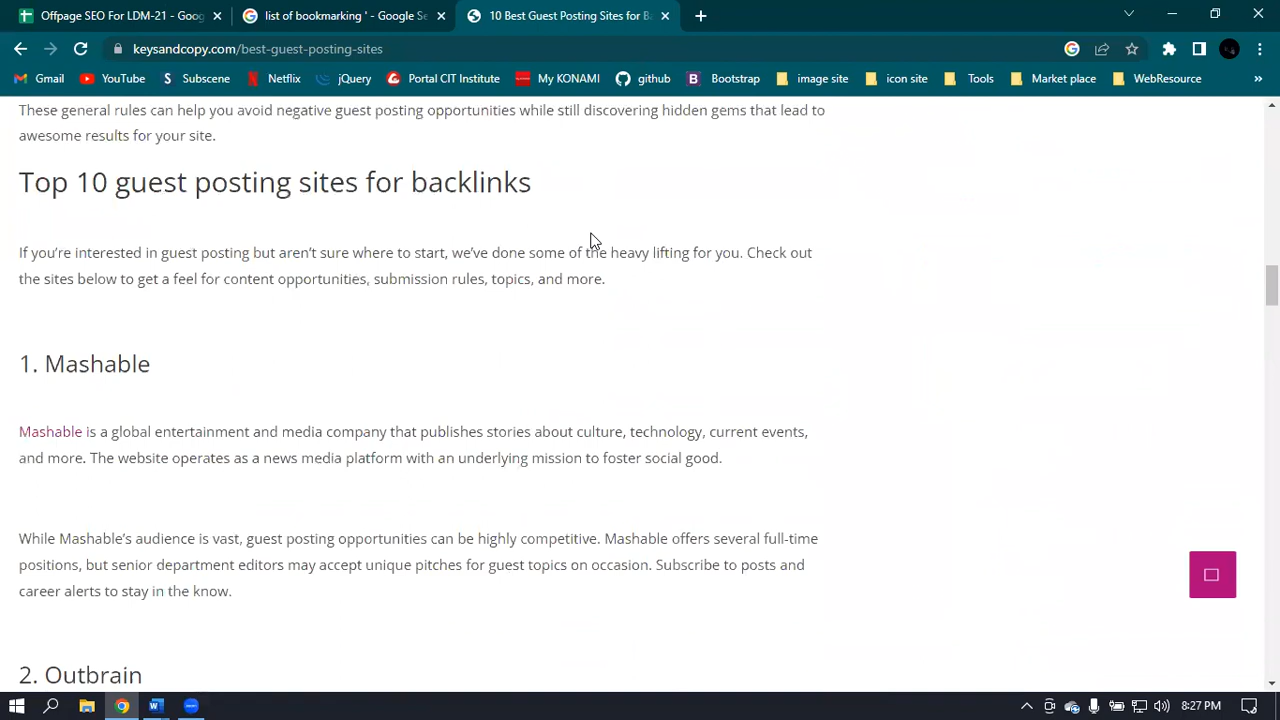 Offpage SEO For LDM-21 - Goog
list of bookmarking ' - Google Se
10 Best Guest Posting Sites for Ba
keysandcopy.com/best-guest-posting-sites
Gmail YouTube Subscene Netflix jQuery Portal CIT Institute My KONAMI github Bootstrap image site icon site Tools Market place WebResource
These general rules can help you avoid negative guest posting opportunities while still discovering hidden gems that lead to
awesome results for your site.
Top 10 guest posting sites for backlinks
If you’re interested in guest posting but aren’t sure where to start, we’ve done some of the heavy lifting for you. Check out
the sites below to get a feel for content opportunities, submission rules, topics, and more.
1. Mashable
Mashable is a global entertainment and media company that publishes stories about culture, technology, current events,
and more. The website operates as a news media platform with an underlying mission to foster social good.
While Mashable’s audience is vast, guest posting opportunities can be highly competitive. Mashable offers several full-time
positions, but senior department editors may accept unique pitches for guest topics on occasion. Subscribe to posts and
career alerts to stay in the know.
2. Outbrain
8:27 PM